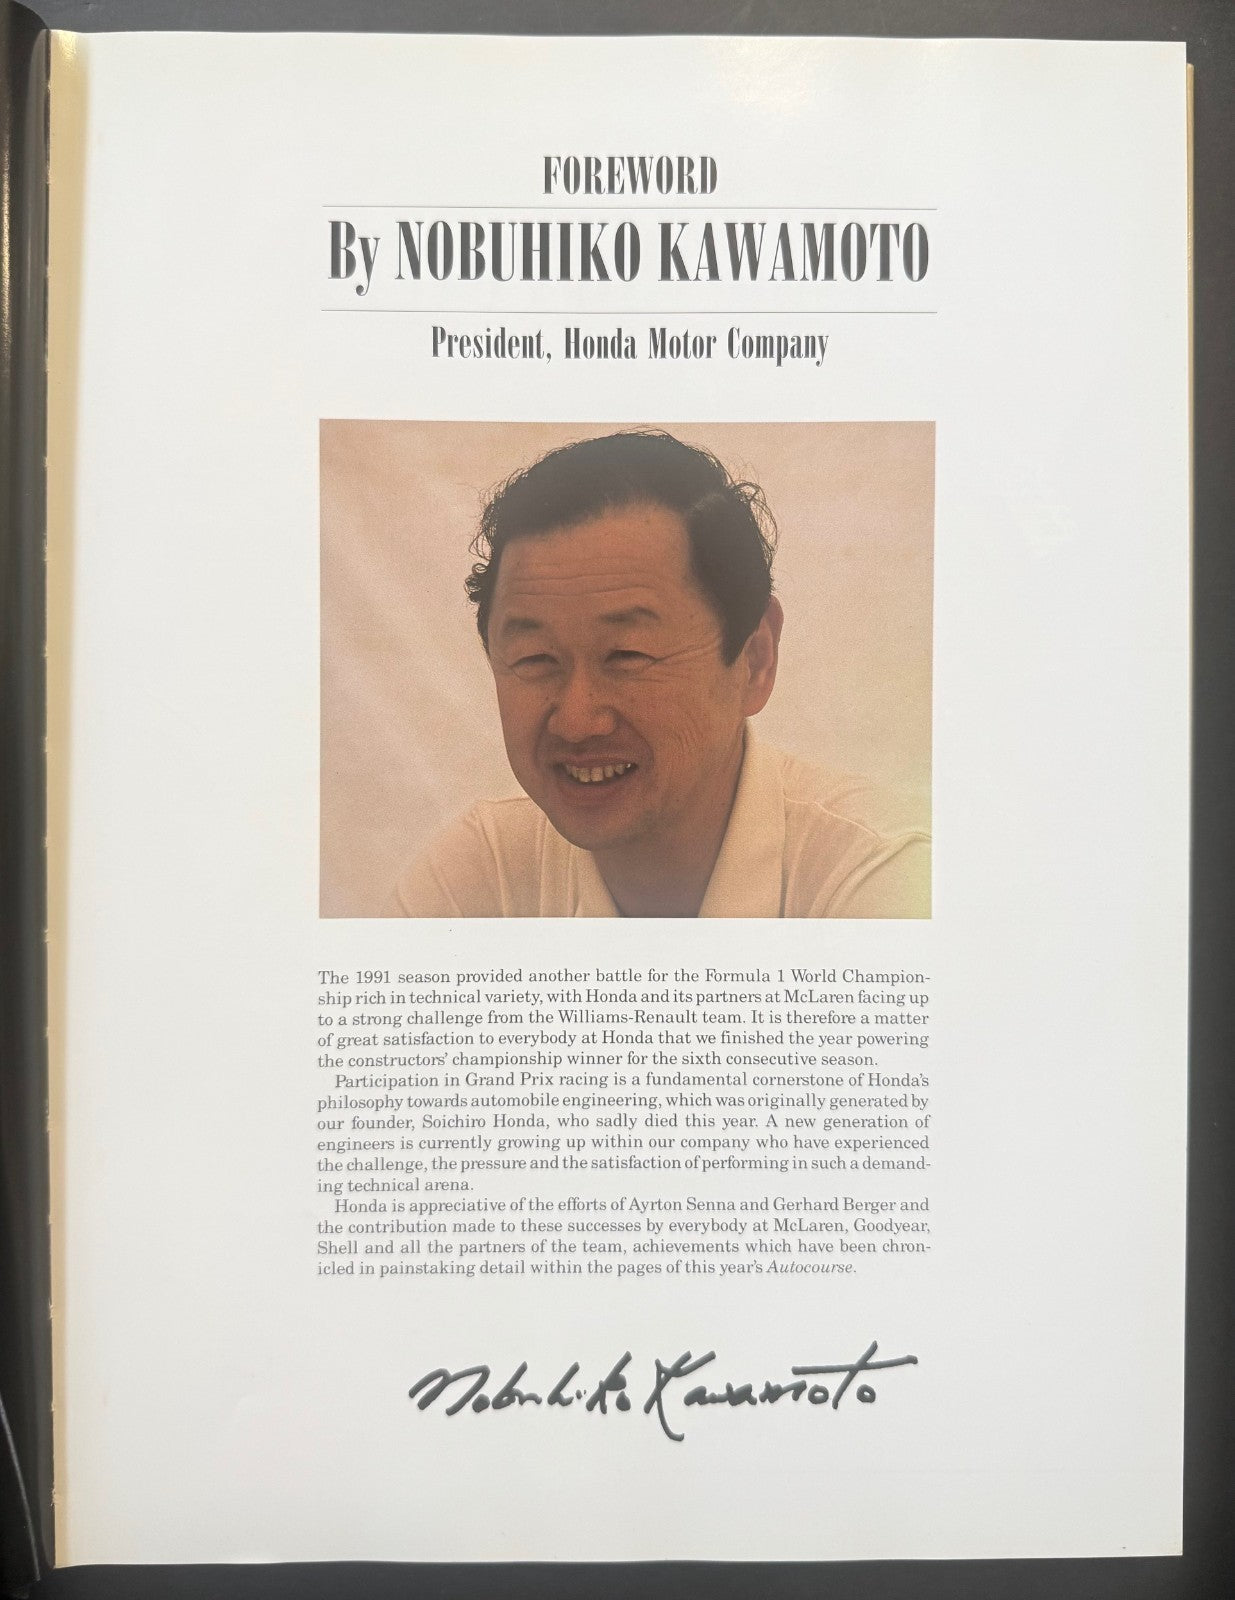 FOREWORD
By NOBUHIKO KAWAMOTO
President, Honda Motor Company
The 1991 season provided another battle for the Formula 1 World Champion-
ship rich in technical variety, with Honda and its partners at McLaren facing up
to a strong challenge from the Williams-Renault team. It is therefore a matter
of great satisfaction to everybody at Honda that we finished the year powering
the constructors' championship winner for the sixth consecutive season.
Participation in Grand Prix racing is a fundamental cornerstone of Honda's
philosophy towards automobile engineering, which was originally generated by
our founder, Soichiro Honda, who sadly died this year. A new generation of
engineers is currently growing up within our company who have experienced
the challenge, the pressure and the satisfaction of performing in such a demand-
ing technical arena.
Honda is appreciative of the efforts of Ayrton Senna and Gerhard Berger and
the contribution made to these successes by everybody at McLaren, Goodyear,
Shell and all the partners of the team, achievements which have been chron-
icled in painstaking detail within the pages of this year's Autocourse.
Nobuhiko Kawamoto